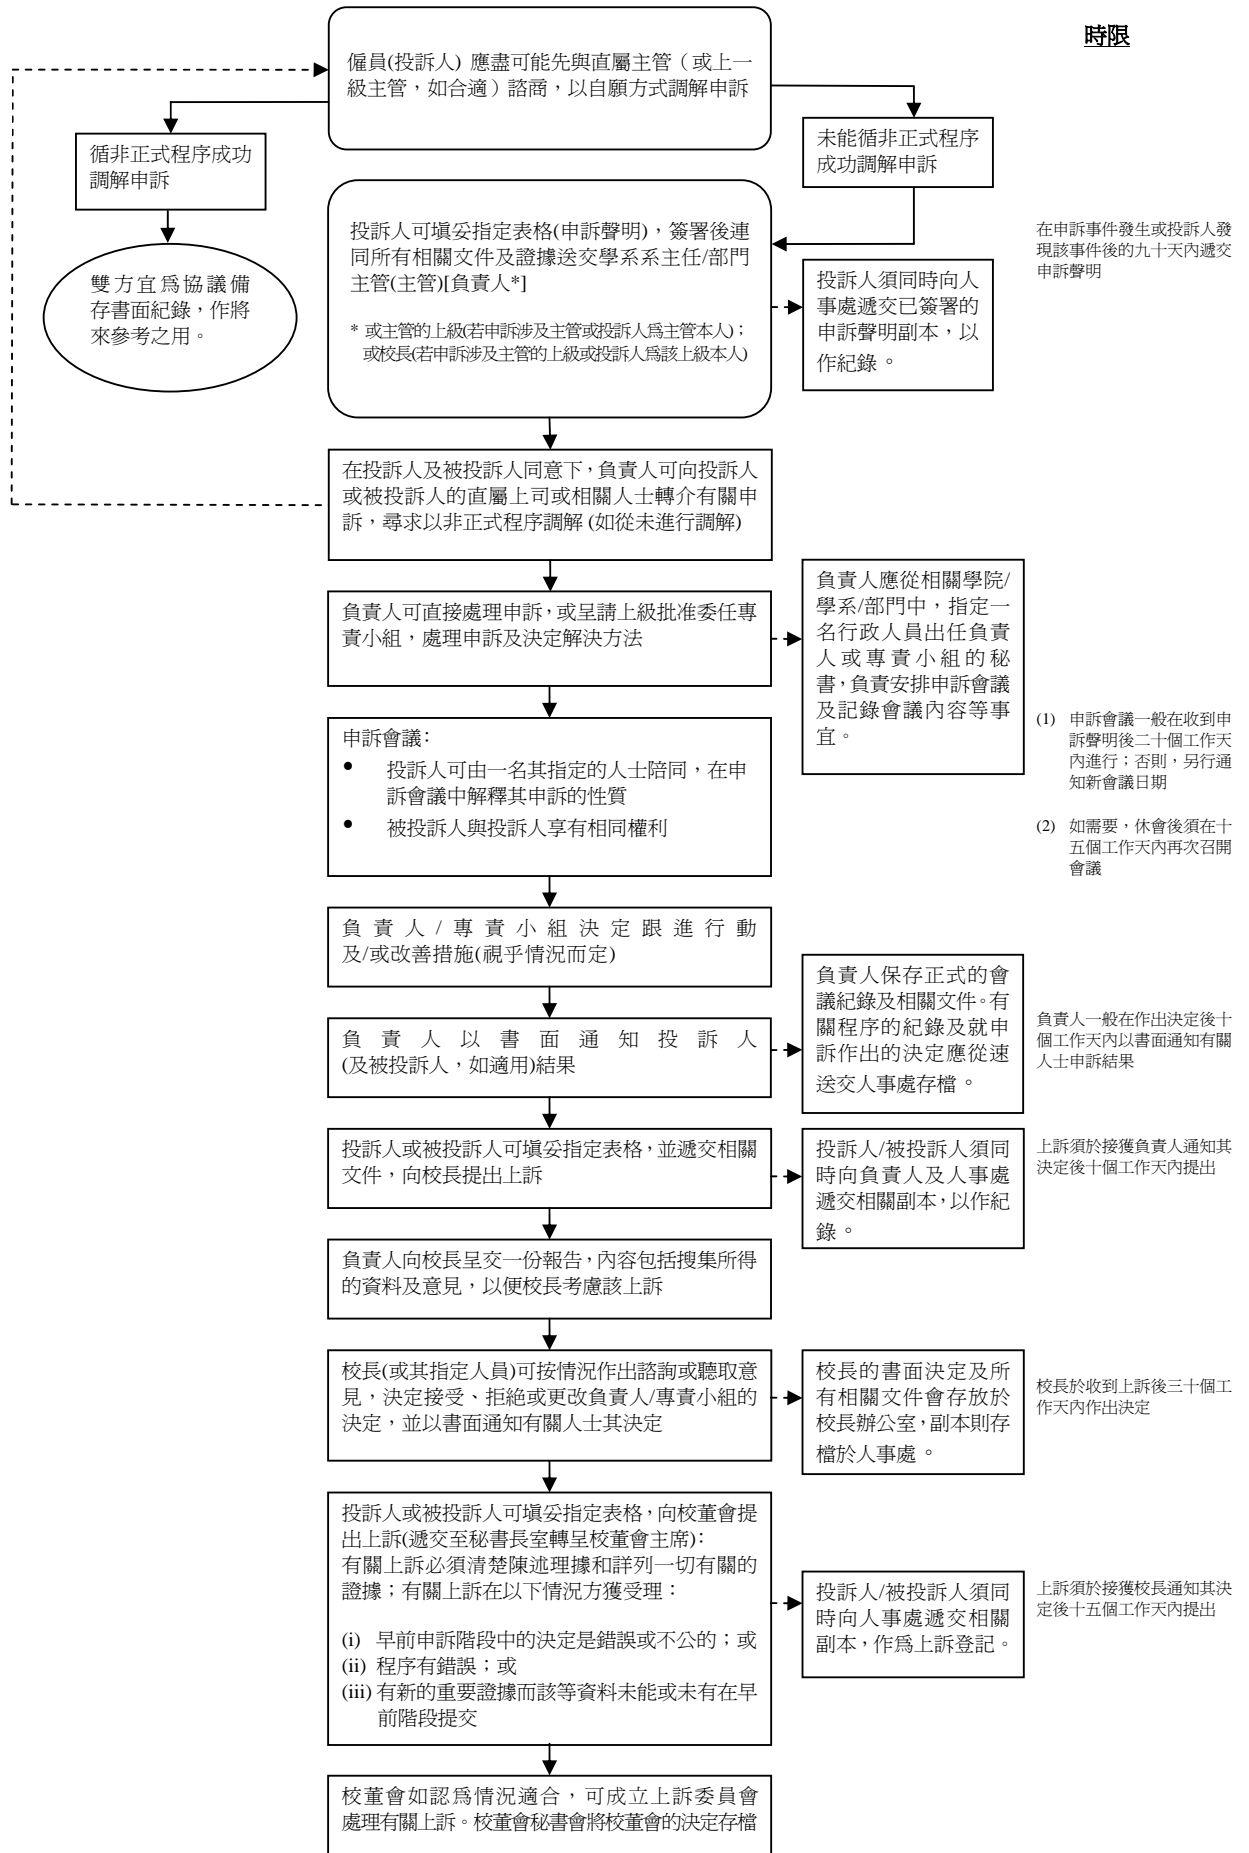 時限
僱員(投訴人) 應盡可能先與直屬主管（或上一
級主管，如合適）諮商，以自願方式調解申訴
循非正式程序成功
調解申訴
未能循非正式程序
成功調解申訴
雙方宜為協議備
存書面紀錄，作將
來參考之用。
投訴人可填妥指定表格(申訴聲明)，簽署後連
同所有相關文件及證據送交學系系主任/部門
主管(主管)[負責人*]
* 或主管的上級(若申訴涉及主管或投訴人為主管本人)；
或校長(若申訴涉及主管的上級或投訴人為該上級本人)
投訴人須同時向人
事處遞交已簽署的
申訴聲明副本，以
作紀錄。
在申訴事件發生或投訴人發
現該事件後的九十天內遞交
申訴聲明
在投訴人及被投訴人同意下，負責人可向投訴人
或被投訴人的直屬上司或相關人士轉介有關申
訴，尋求以非正式程序調解 (如從未進行調解)
負責人可直接處理申訴，或呈請上級批准委任專
責小組，處理申訴及決定解決方法
負責人應從相關學院/
學系/部門中，指定一
名行政人員出任負責
人或專責小組的秘
書，負責安排申訴會議
及記錄會議內容等事
宜。
申訴會議：
• 投訴人可由一名其指定的人士陪同，在申
訴會議中解釋其申訴的性質
• 被投訴人與投訴人享有相同權利
(1) 申訴會議一般在收到申
訴聲明後二十個工作天
內進行；否則，另行通
知新會議日期
(2) 如需要，休會後須在十
五個工作天內再次召開
會議
負責人/專責小組決定跟進行動
及/或改善措施(視乎情況而定)
負責人以書面通知投訴人
(及被投訴人，如適用)結果
負責人保存正式的會
議紀錄及相關文件。有
關程序的紀錄及就申
訴作出的決定應從速
送交人事處存檔。
負責人一般在作出決定後十
個工作天內以書面通知有關
人士申訴結果
投訴人或被投訴人可填妥指定表格，並遞交相關
文件，向校長提出上訴
投訴人/被投訴人須同
時向負責人及人事處
遞交相關副本，以作紀
錄。
上訴須於接獲負責人通知其
決定後十個工作天內提出
負責人向校長呈交一份報告，內容包括搜集所得
的資料及意見，以便校長考慮該上訴
校長(或其指定人員)可按情況作出諮詢或聽取意
見，決定接受、拒絕或更改負責人/專責小組的
決定，並以書面通知有關人士其決定
校長的書面決定及所
有相關文件會存放於
校長辦公室，副本則存
檔於人事處。
校長於收到上訴後三十個工
作天內作出決定
投訴人或被投訴人可填妥指定表格，向校董會提
出上訴(遞交至秘書長室轉呈校董會主席)：
有關上訴必須清楚陳述理據和詳列一切有關的
證據；有關上訴在以下情況方獲受理：
(i) 早前申訴階段中的決定是錯誤或不公的；或
(ii) 程序有錯誤；或
(iii) 有新的重要證據而該等資料未能或未有在早
前階段提交
投訴人/被投訴人須同
時向人事處遞交相關
副本，作為上訴登記。
上訴須於接獲校長通知其決
定後十五個工作天內提出
校董會如認為情況適合，可成立上訴委員會
處理有關上訴。校董會秘書會將校董會的決定存檔